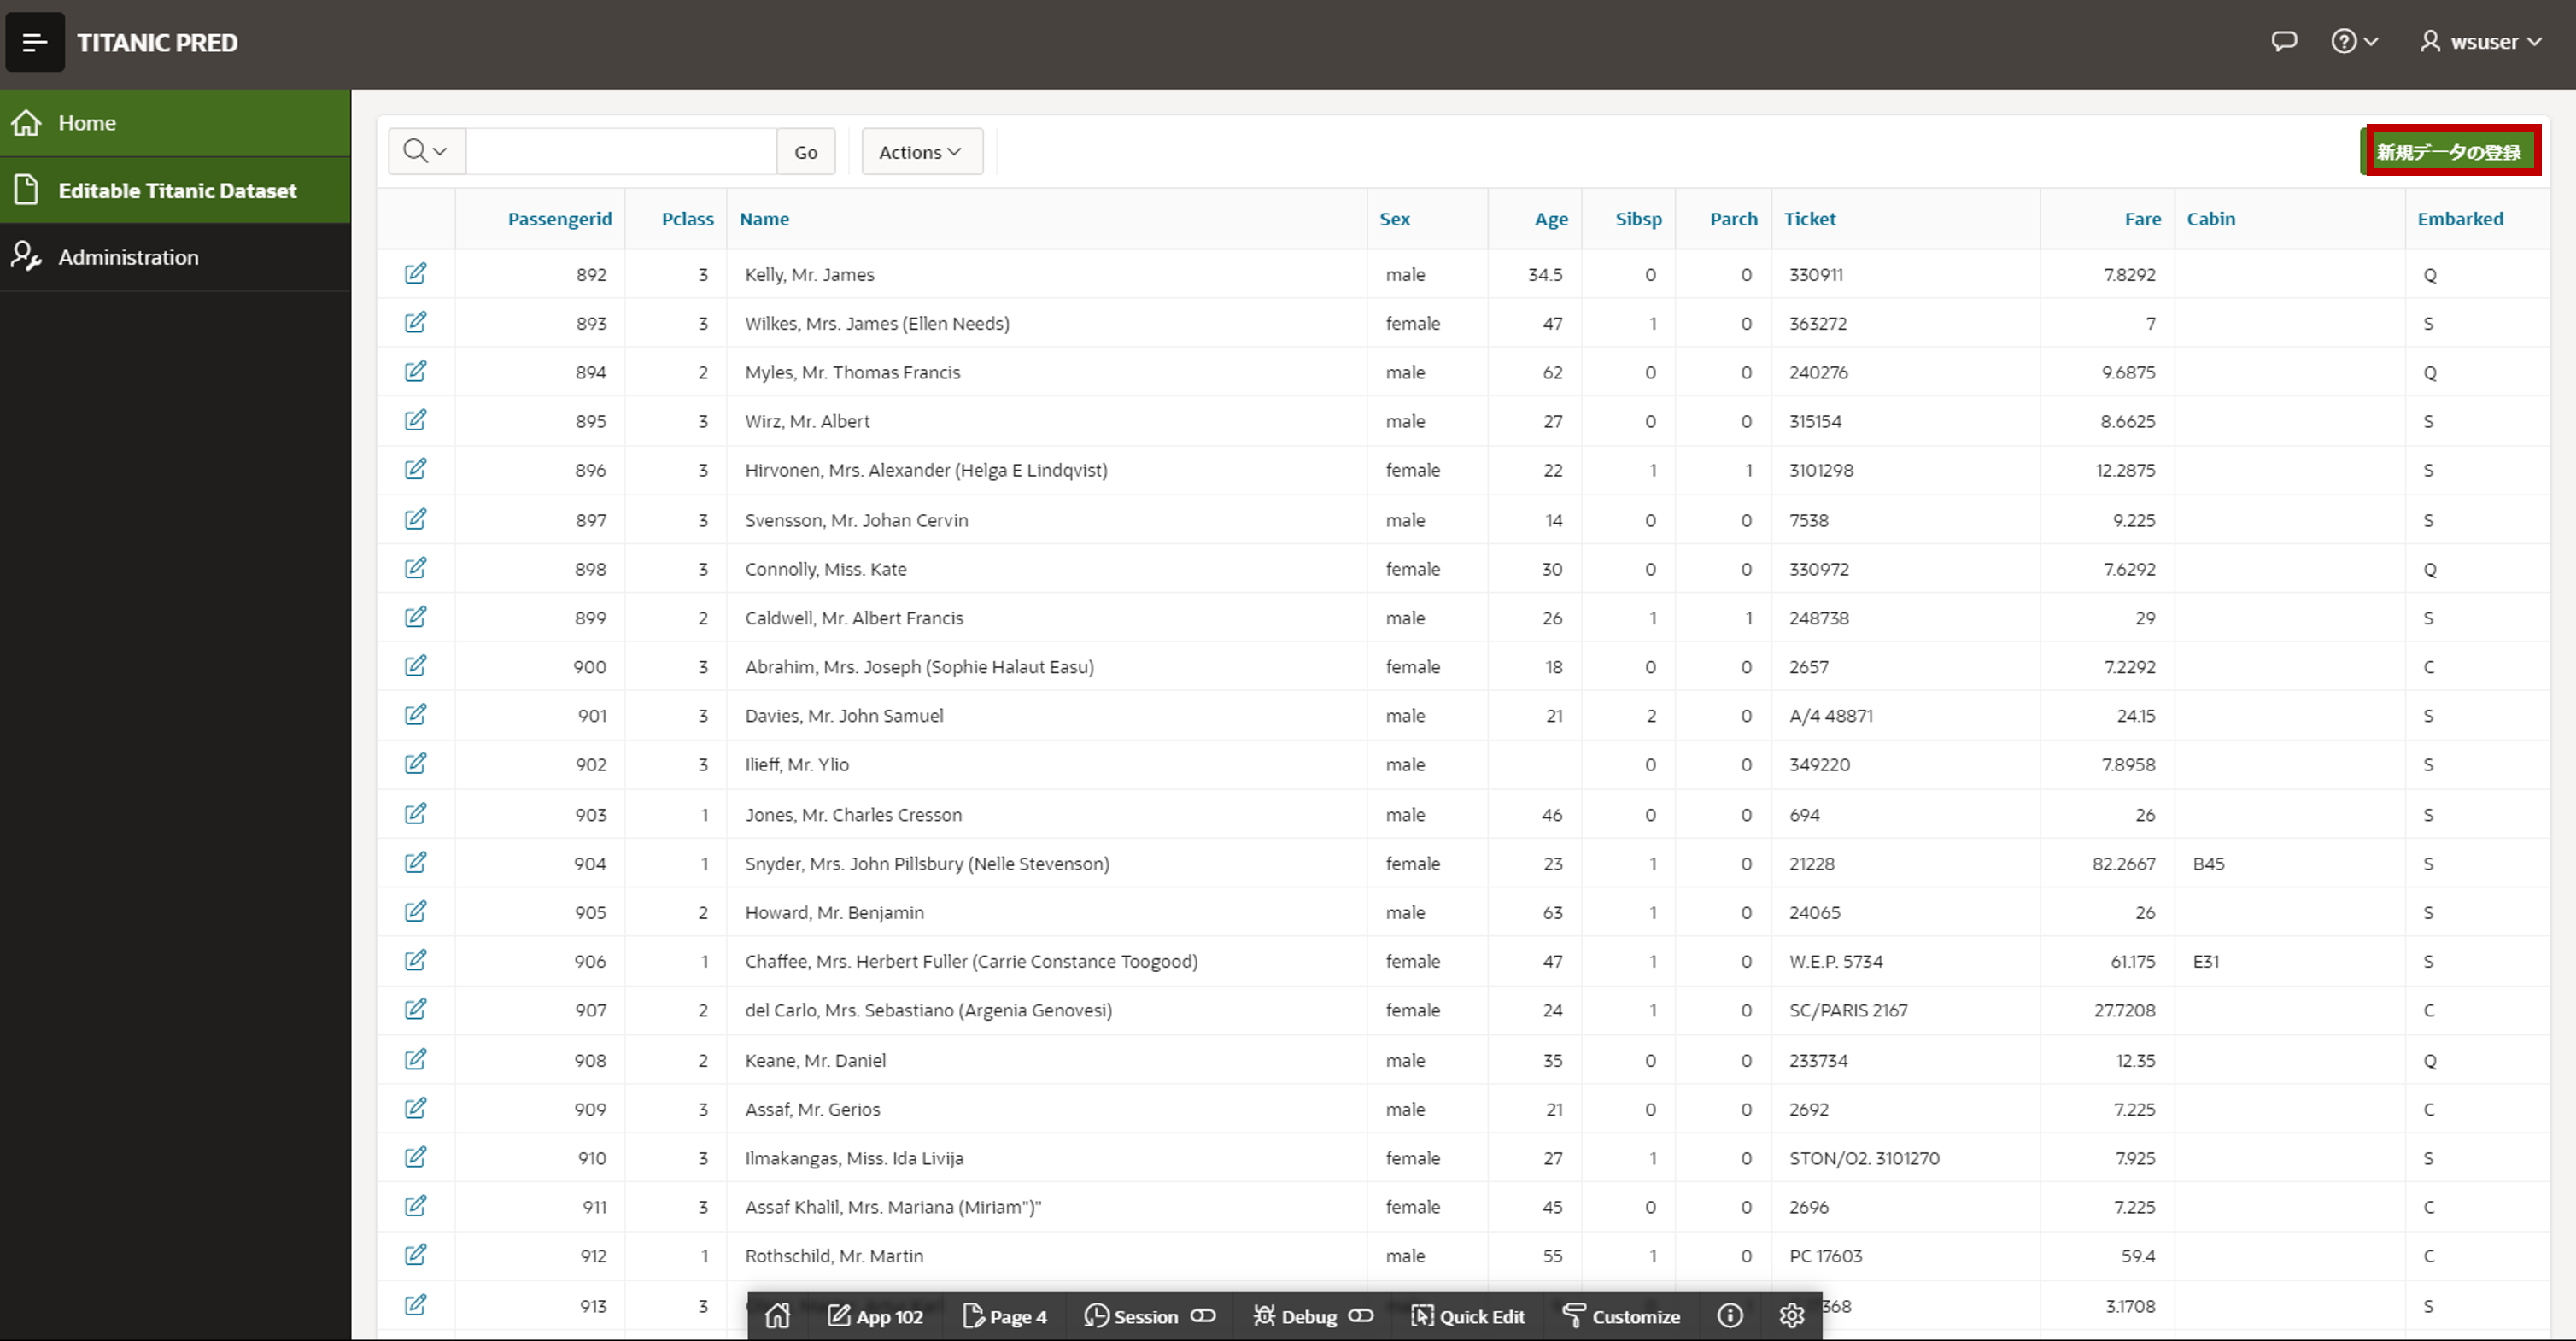 TITANIC PRED
wsuser
Home
Editable Titanic Dataset
Administration
Go Actions 新規データの登録
Passengerid Pclass Name Sex Age Sibsp Parch Ticket Fare Cabin Embarked
892 3 Kelly, Mr. James male 34.5 0 0 330911 7.8292 Q
893 3 Wilkes, Mrs. James (Ellen Needs) female 47 1 0 363272 7 S
894 2 Myles, Mr. Thomas Francis male 62 0 0 240276 9.6875 Q
895 3 Wirz, Mr. Albert male 27 0 0 315154 8.6625 S
896 3 Hirvonen, Mrs. Alexander (Helga E Lindqvist) female 22 1 1 3101298 12.2875 S
897 3 Svensson, Mr. Johan Cervin male 14 0 0 7538 9.225 S
898 3 Connolly, Miss. Kate female 30 0 0 330972 7.6292 Q
899 2 Caldwell, Mr. Albert Francis male 26 1 1 248738 29 S
900 3 Abrahim, Mrs. Joseph (Sophie Halaut Easu) female 18 0 0 2657 7.2292 C
901 3 Davies, Mr. John Samuel male 21 2 0 A/4 48871 24.15 S
902 3 Ilieff, Mr. Ylio male 0 0 349220 7.8958 S
903 1 Jones, Mr. Charles Cresson male 46 0 0 694 26 S
904 1 Snyder, Mrs. John Pillsbury (Nelle Stevenson) female 23 1 0 21228 82.2667 B45 S
905 2 Howard, Mr. Benjamin male 63 1 0 24065 26 S
906 1 Chaffee, Mrs. Herbert Fuller (Carrie Constance Toogood) female 47 1 0 W.E.P. 5734 61.175 E31 S
907 2 del Carlo, Mrs. Sebastiano (Argenia Genovesi) female 24 1 0 SC/PARIS 2167 27.7208 C
908 2 Keane, Mr. Daniel male 35 0 0 233734 12.35 Q
909 3 Assaf, Mr. Gerios male 21 0 0 2692 7.225 C
910 3 Ilmakangas, Miss. Ida Livija female 27 1 0 STON/O2. 3101270 7.925 S
911 3 Assaf Khalil, Mrs. Mariana (Miriam")" female 45 0 0 2696 7.225 C
912 1 Rothschild, Mr. Martin male 55 1 0 PC 17603 59.4 C
913 3 368 3.1708 S
App 102 Page 4 Session Debug Quick Edit Customize